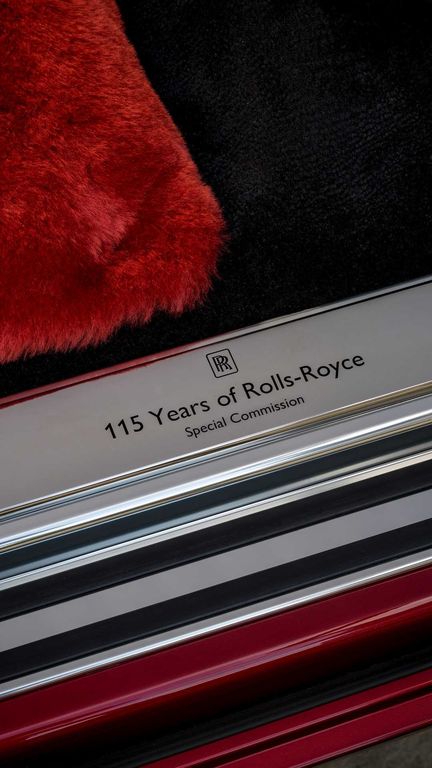 RR
115 Years of Rolls-Royce
Special Commission